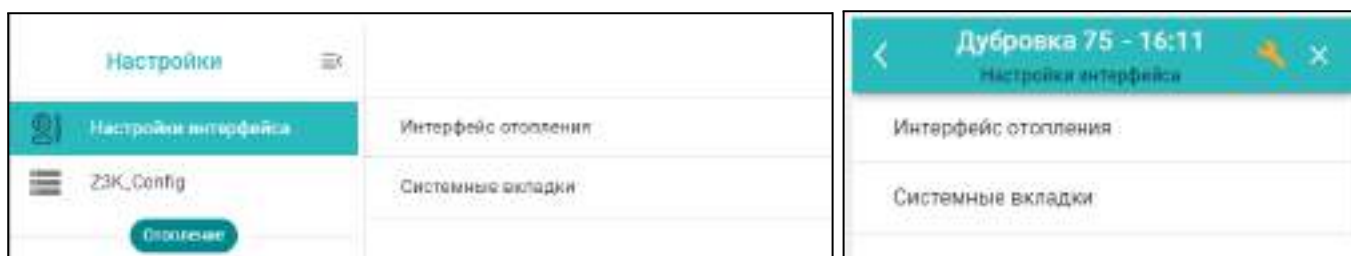 Настройки
Настройки интерфейса
Z3K_Config
Отопление
Интерфейс отопления
Системные вкладки
Дубровка 75 - 16:11
Настройки интерфейса
Интерфейс отопления
Системные вкладки